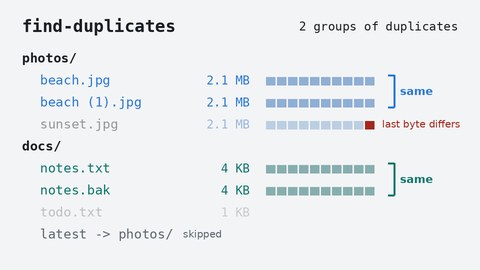 find-duplicates 2 groups of duplicates
photos/
beach.jpg 2.1 MB
same
beach (1).jpg 2.1 MB
sunset.jpg 2.1 MB last byte differs
docs/
notes.txt 4 KB
same
notes.bak 4 KB
todo.txt 1 KB
latest -> photos/ skipped